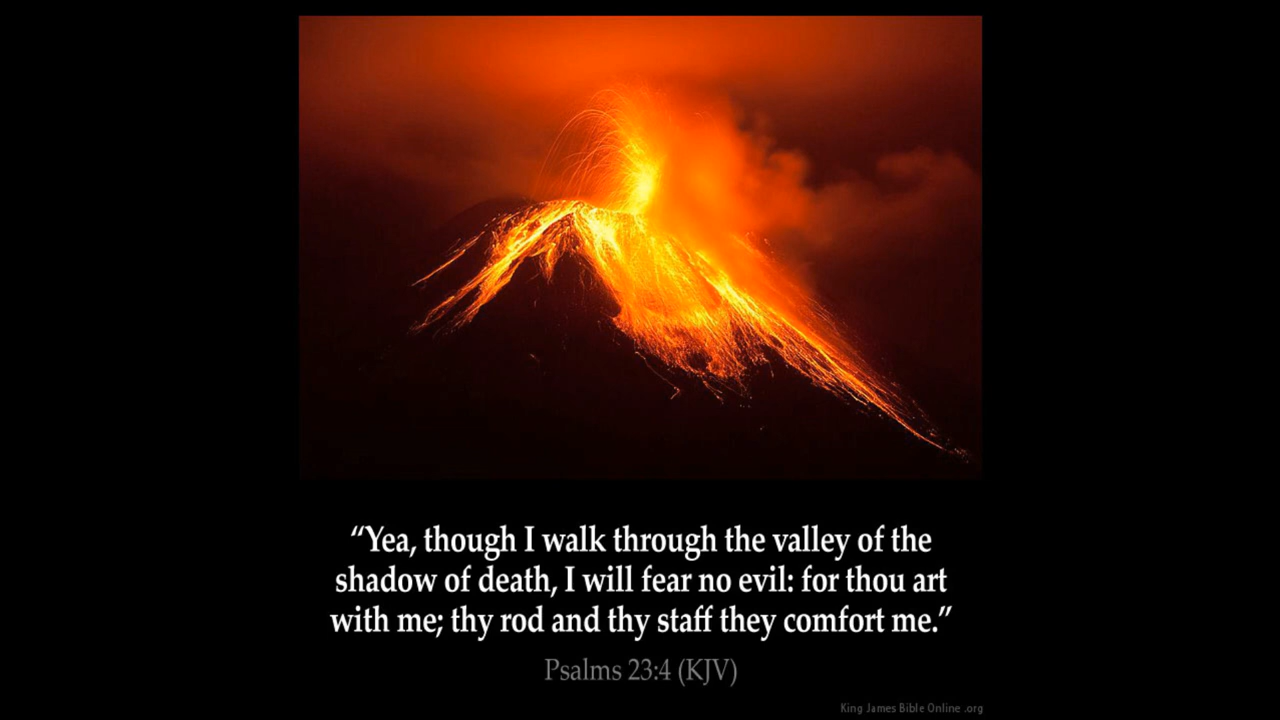 “Yea, though I walk through the valley of the
shadow of death, I will fear no evil: for thou art
with me; thy rod and thy staff they comfort me.”
Psalms 23:4 (KJV)
King James Bible Online .org